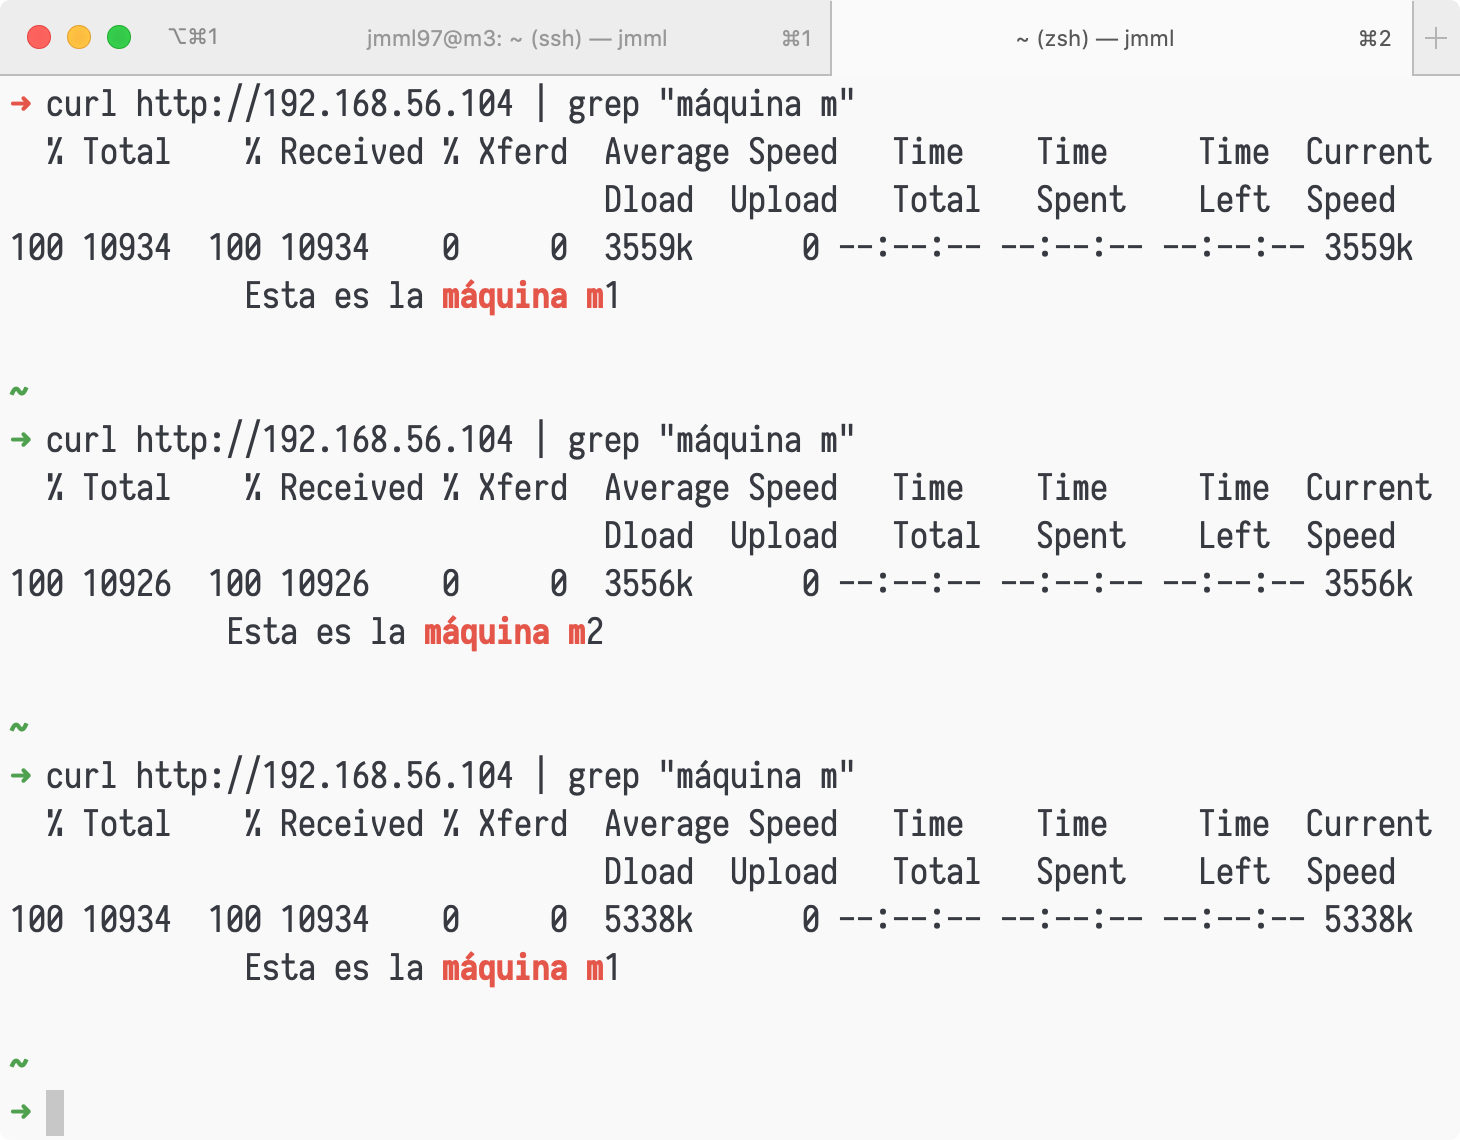 ⌥⌘1 jmml97@m3: ~ (ssh) — jmml ⌘1 ~ (zsh) — jmml ⌘2 +
➜ curl http://192.168.56.104 | grep "máquina m"
  % Total    % Received % Xferd  Average Speed   Time    Time     Time  Current
                                 Dload  Upload   Total   Spent    Left  Speed
100 10934  100 10934    0     0  3559k      0 --:--:-- --:--:-- --:--:-- 3559k
             Esta es la máquina m1
~
➜ curl http://192.168.56.104 | grep "máquina m"
  % Total    % Received % Xferd  Average Speed   Time    Time     Time  Current
                                 Dload  Upload   Total   Spent    Left  Speed
100 10926  100 10926    0     0  3556k      0 --:--:-- --:--:-- --:--:-- 3556k
            Esta es la máquina m2
~
➜ curl http://192.168.56.104 | grep "máquina m"
  % Total    % Received % Xferd  Average Speed   Time    Time     Time  Current
                                 Dload  Upload   Total   Spent    Left  Speed
100 10934  100 10934    0     0  5338k      0 --:--:-- --:--:-- --:--:-- 5338k
             Esta es la máquina m1
~
➜